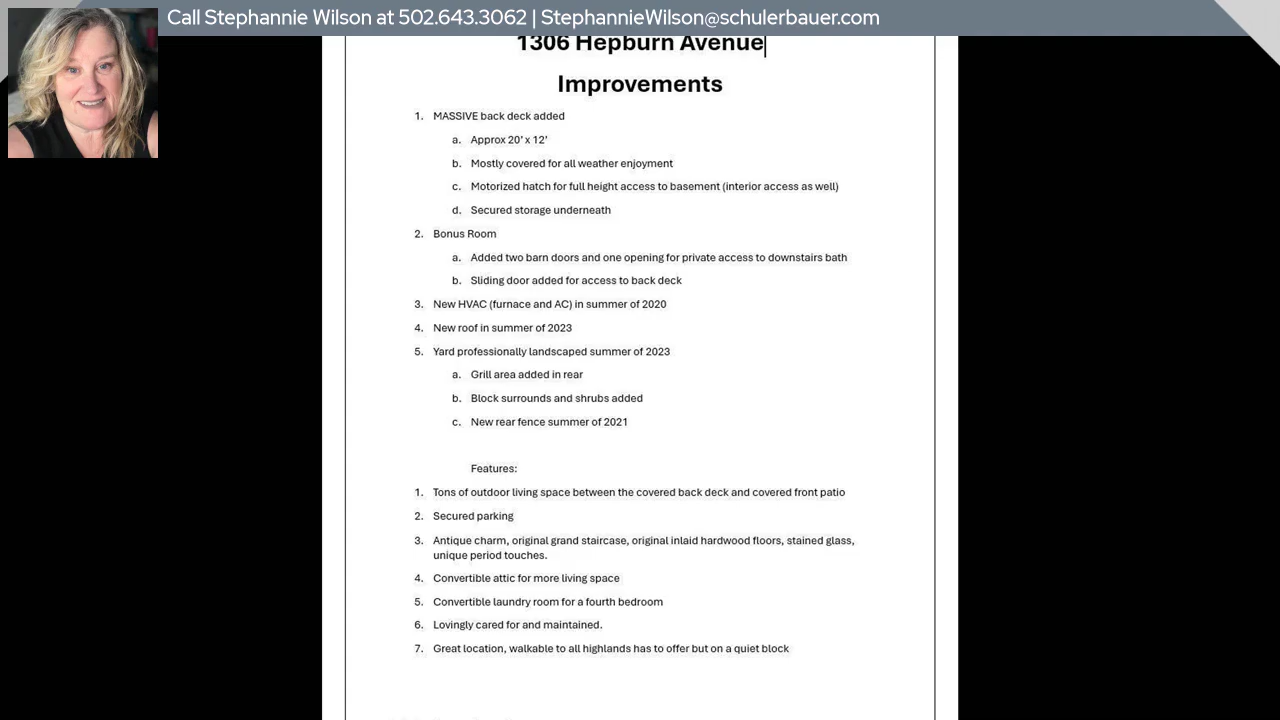 Call Stephannie Wilson at 502.643.3062 | StephannieWilson@schulerbauer.com
1306 Hepburn Avenue
Improvements
1. MASSIVE back deck added
a. Approx 20' x 12'
b. Mostly covered for all weather enjoyment
c. Motorized hatch for full height access to basement (interior access as well)
d. Secured storage underneath
2. Bonus Room
a. Added two barn doors and one opening for private access to downstairs bath
b. Sliding door added for access to back deck
3. New HVAC (furnace and AC) in summer of 2020
4. New roof in summer of 2023
5. Yard professionally landscaped summer of 2023
a. Grill area added in rear
b. Block surrounds and shrubs added
c. New rear fence summer of 2021
Features:
1. Tons of outdoor living space between the covered back deck and covered front patio
2. Secured parking
3. Antique charm, original grand staircase, original inlaid hardwood floors, stained glass,
unique period touches.
4. Convertible attic for more living space
5. Convertible laundry room for a fourth bedroom
6. Lovingly cared for and maintained.
7. Great location, walkable to all highlands has to offer but on a quiet block